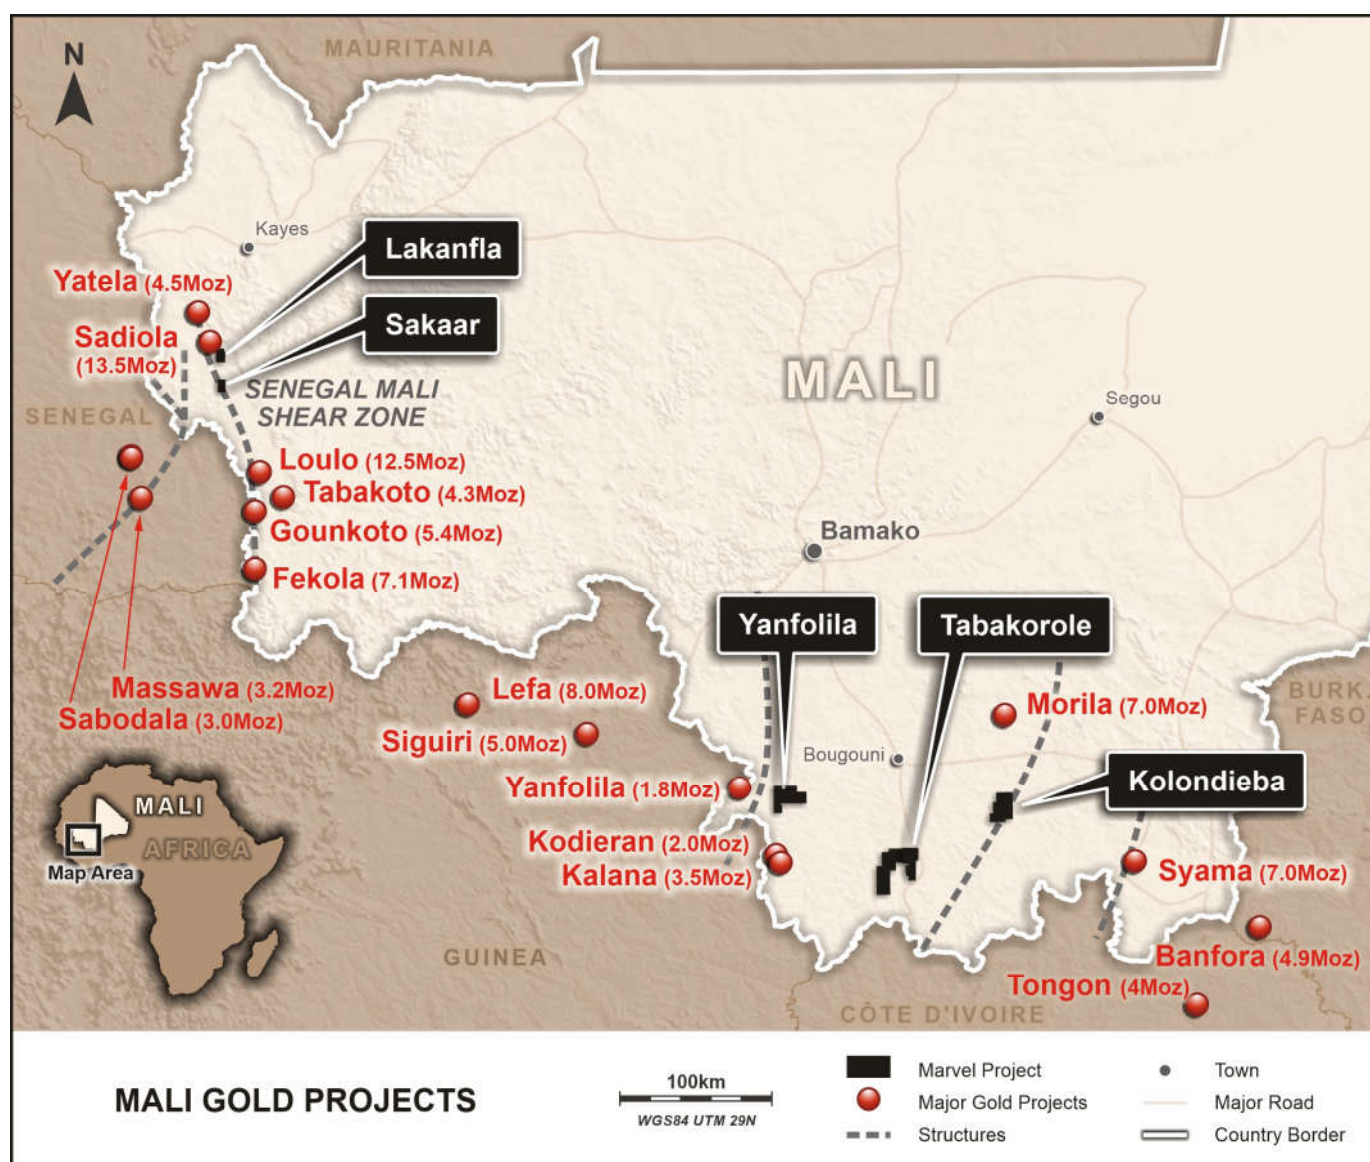 MAURITANIA
N
Kayes
Lakanfla
Yatela (4.5Moz)
Sakaar
Sadiola
(13.5Moz)
MALI
SENEGAL MALI
SHEAR ZONE
Segou
SENEGAL
Loulo (12.5Moz)
Tabakoto (4.3Moz)
Gounkoto (5.4Moz)
Bamako
Fekola (7.1Moz)
Yanfolila
Tabakorole
Massawa (3.2Moz)
Sabodala (3.0Moz)
Lefa (8.0Moz)
Morila (7.0Moz)
BURK
FASO
Siguiri (5.0Moz)
Bougouni
Yanfolila (1.8Moz)
Kolondieba
MALI
AFRICA
Map Area
Kodieran (2.0Moz)
Kalana (3.5Moz)
Syama (7.0Moz)
GUINEA
Banfora (4.9Moz)
Tongon (4Moz)
CÔTE D'IVOIRE
MALI GOLD PROJECTS
100km
WGS84 UTM 29N
Marvel Project
Major Gold Projects
Structures
Town
Major Road
Country Border